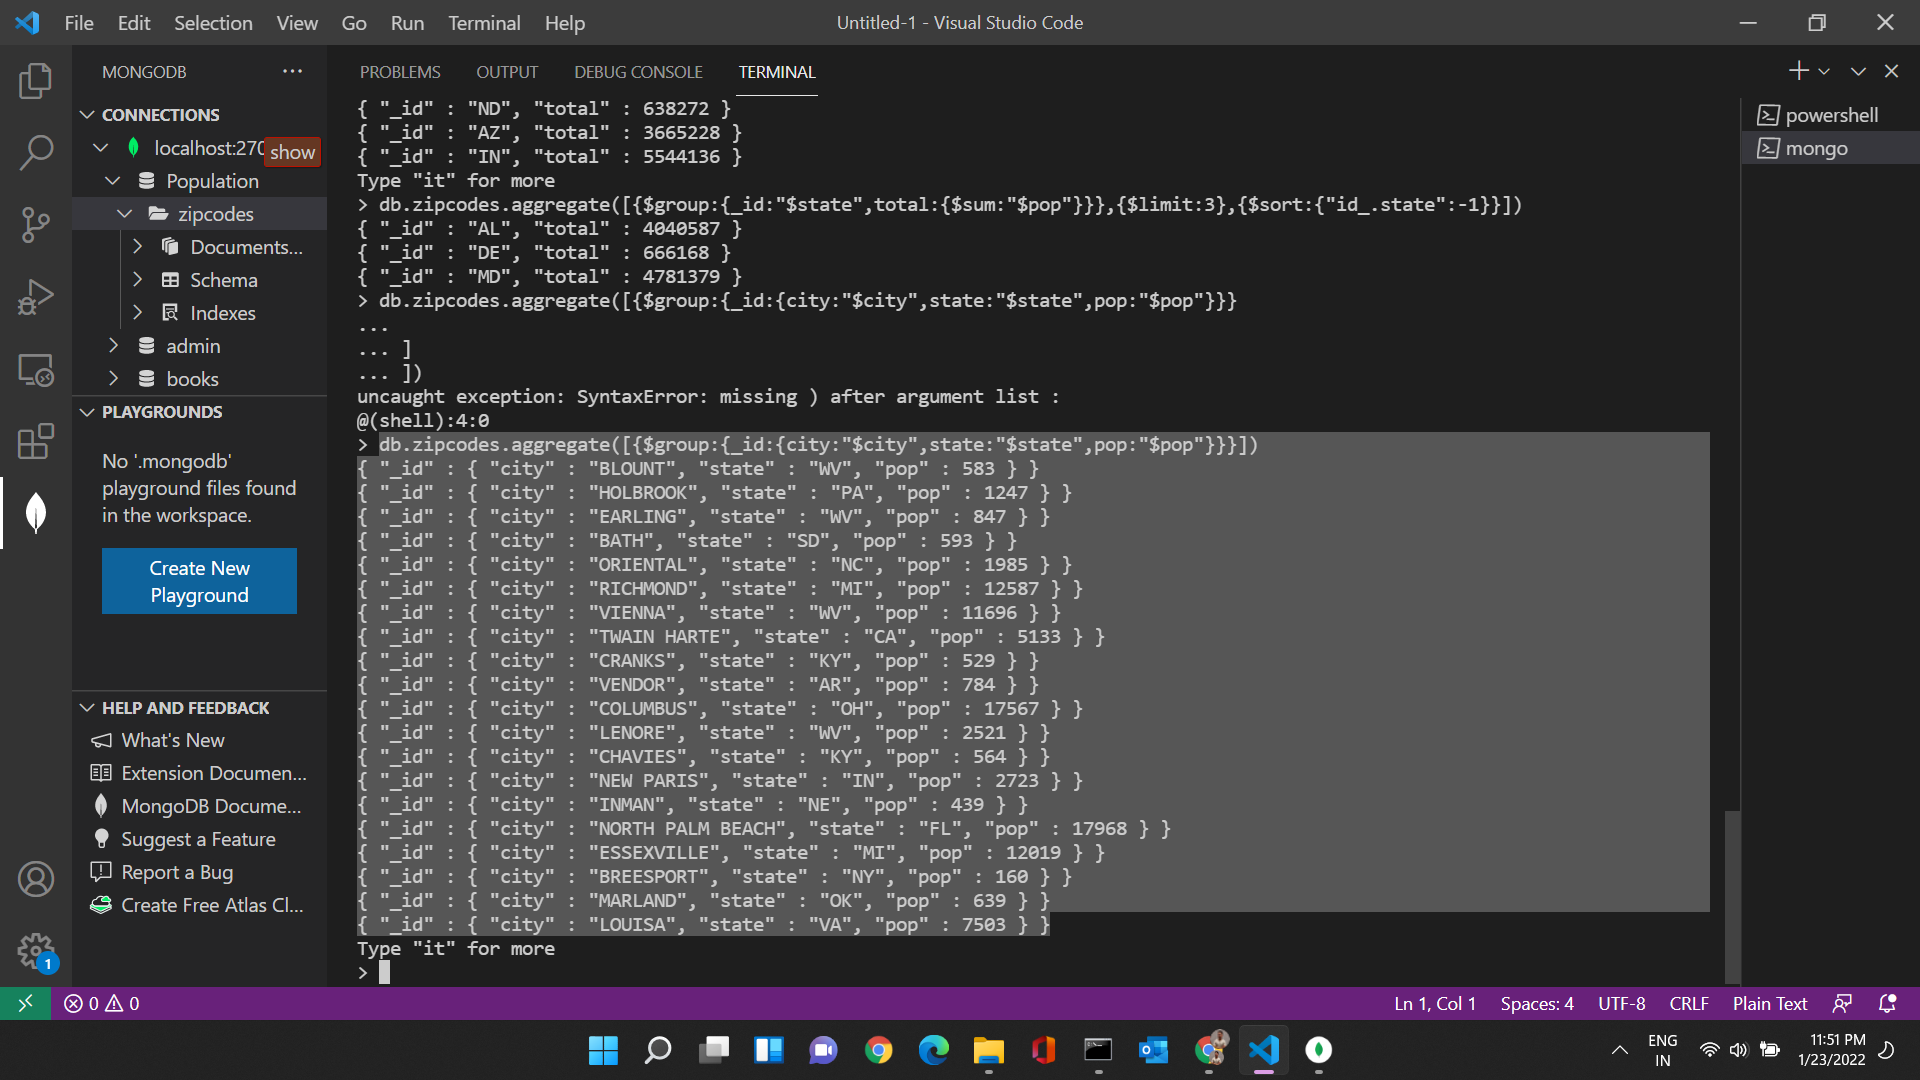 File Edit Selection View Go Run Terminal Help
Untitled-1 - Visual Studio Code
MONGODB
CONNECTIONS
localhost:270
show
Population
zipcodes
Documents...
Schema
Indexes
admin
books
PLAYGROUNDS
No '.mongodb'
playground files found
in the workspace.
Create New
Playground
HELP AND FEEDBACK
What's New
Extension Documen...
MongoDB Docume...
Suggest a Feature
Report a Bug
Create Free Atlas Cl...
1
PROBLEMS OUTPUT DEBUG CONSOLE TERMINAL
{ "_id" : "ND", "total" : 638272 }
{ "_id" : "AZ", "total" : 3665228 }
{ "_id" : "IN", "total" : 5544136 }
Type "it" for more
> db.zipcodes.aggregate([{$group:{_id:"$state",total:{$sum:"$pop"}}},{$limit:3},{$sort:{"id_.state":-1}}])
{ "_id" : "AL", "total" : 4040587 }
{ "_id" : "DE", "total" : 666168 }
{ "_id" : "MD", "total" : 4781379 }
> db.zipcodes.aggregate([{$group:{_id:{city:"$city",state:"$state",pop:"$pop"}}}
...
... ]
... ])
uncaught exception: SyntaxError: missing ) after argument list :
@(shell):4:0
> db.zipcodes.aggregate([{$group:{_id:{city:"$city",state:"$state",pop:"$pop"}}}])
{ "_id" : { "city" : "BLOUNT", "state" : "WV", "pop" : 583 } }
{ "_id" : { "city" : "HOLBROOK", "state" : "PA", "pop" : 1247 } }
{ "_id" : { "city" : "EARLING", "state" : "WV", "pop" : 847 } }
{ "_id" : { "city" : "BATH", "state" : "SD", "pop" : 593 } }
{ "_id" : { "city" : "ORIENTAL", "state" : "NC", "pop" : 1985 } }
{ "_id" : { "city" : "RICHMOND", "state" : "MI", "pop" : 12587 } }
{ "_id" : { "city" : "VIENNA", "state" : "WV", "pop" : 11696 } }
{ "_id" : { "city" : "TWAIN HARTE", "state" : "CA", "pop" : 5133 } }
{ "_id" : { "city" : "CRANKS", "state" : "KY", "pop" : 529 } }
{ "_id" : { "city" : "VENDOR", "state" : "AR", "pop" : 784 } }
{ "_id" : { "city" : "COLUMBUS", "state" : "OH", "pop" : 17567 } }
{ "_id" : { "city" : "LENORE", "state" : "WV", "pop" : 2521 } }
{ "_id" : { "city" : "CHAVIES", "state" : "KY", "pop" : 564 } }
{ "_id" : { "city" : "NEW PARIS", "state" : "IN", "pop" : 2723 } }
{ "_id" : { "city" : "INMAN", "state" : "NE", "pop" : 439 } }
{ "_id" : { "city" : "NORTH PALM BEACH", "state" : "FL", "pop" : 17968 } }
{ "_id" : { "city" : "ESSEXVILLE", "state" : "MI", "pop" : 12019 } }
{ "_id" : { "city" : "BREESPORT", "state" : "NY", "pop" : 160 } }
{ "_id" : { "city" : "MARLAND", "state" : "OK", "pop" : 639 } }
{ "_id" : { "city" : "LOUISA", "state" : "VA", "pop" : 7503 } }
Type "it" for more
>
powershell
mongo
0 0
Ln 1, Col 1 Spaces: 4 UTF-8 CRLF Plain Text
ENG
IN
11:51 PM
1/23/2022